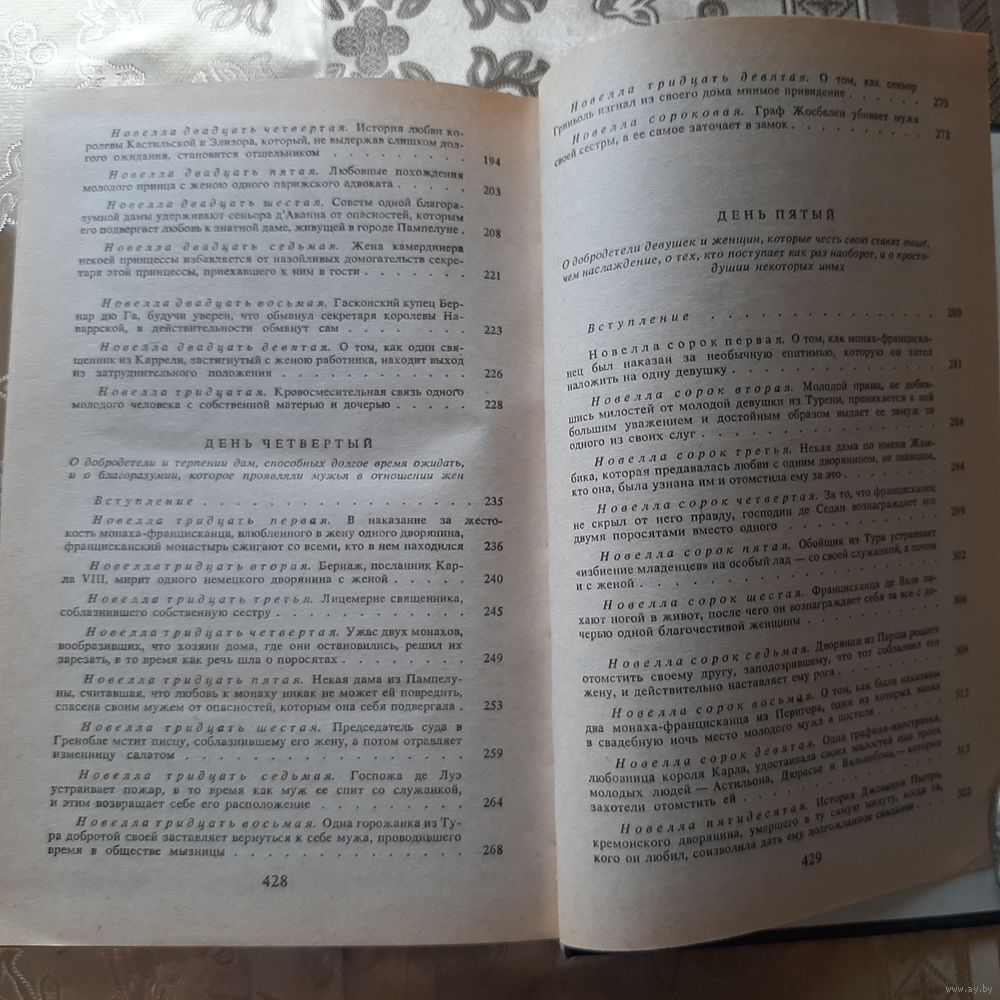 Новелла двадцать четвертая. История любви ко-
ролевы Кастильской и Элизора, который, не выдержав слишком дол-
гого ожидания, становится отшельником . . . . . . . . 194
Новелла двадцать пятая. Любовные похождения
молодого принца с женою одного парижского адвоката . . . . . 203
Новелла двадцать шестая. Советы одной благора-
зумной дамы удерживают сеньора д'Аванна от опасностей, которым
его подвергает любовь к знатной даме, живущей в городе Пампелуне . 208
Новелла двадцать седьмая. Жена камердинера
некоей принцессы избавляется от назойливых домогательств секре-
таря этой принцессы, приехавшего к ним в гости . . . . . . 221
Новелла двадцать восьмая. Гасконский купец Бер-
нар дю Га, будучи уверен, что обманул секретаря королевы На-
варрской, в действительности обманут сам . . . . . . . 223
Новелла двадцать девятая. О том, как один свя-
щенник из Каррели, застигнутый с женою работника, находит выход
из затруднительного положения . . . . . . . . . . 226
Новелла тридцатая. Кровосмесительная связь одного
молодого человека с собственной матерью и дочерью . . . . . 228
ДЕНЬ ЧЕТВЕРТЫЙ
О добродетели и терпении дам, способных долгое время ожидать,
и о благоразумии, которое проявляли мужья в отношении жен
Вступление . . . . . . . . . . . . . . . 235
Новелла тридцать первая. В наказание за жесто-
кость монаха-францисканца, влюбленного в жену одного дворянина,
францисканский монастырь сжигают со всеми, кто в нем находился 236
Новелла тридцать вторая. Бернаж, посланник Кар-
ла VIII, мирит одного немецкого дворянина с женой . . . . . 240
Новелла тридцать третья. Лицемерие священника,
соблазнившего собственную сестру . . . . . . . . . . 245
Новелла тридцать четвертая. Ужас двух монахов,
вообразивших, что хозяин дома, где они остановились, решил их
зарезать, в то время как речь шла о поросятах . . . . . . . 249
Новелла тридцать пятая. Некая дама из Пампелу-
ны, считавшая, что любовь к монаху никак не может ей повредить,
спасена своим мужем от опасностей, которым она себя подвергала . 253
Новелла тридцать шестая. Председатель суда в
Гренобле мстит писцу, соблазнившему его жену, а потом отравляет
изменницу салатом . . . . . . . . . . . . . . 259
Новелла тридцать седьмая. Госпожа де Луэ
устраивает пожар, в то время как муж ее спит со служанкой,
и этим возвращает себе его расположение . . . . . . . . 264
Новелла тридцать восьмая. Одна горожанка из Ту-
ра добротой своей заставляет вернуться к себе мужа, проводившего
время в обществе мызницы . . . . . . . . . . . . 268
428
Новелла тридцать девятая. О том, как сеньор
Гриньоль изгнал из своего дома мнимое привидение . . . . . . 270
Новелла сороковая. Граф Жосбелен убивает мужа
своей сестры, а ее самое заточает в замок . . . . . . . . 272
ДЕНЬ ПЯТЫЙ
О добродетели девушек и женщин, которые честь свою ставят выше,
чем наслаждение, о тех, кто поступает как раз наоборот, и о просто-
душии некоторых иных
Вступление . . . . . . . . . . . . . . . 280
Новелла сорок первая. О том, как монах-франциска-
нец был наказан за необычную епитимью, которую он хотел
наложить на одну девушку . . . . . . . . . . . . 281
Новелла сорок вторая. Молодой принц, не добив-
шись милостей от молодой девушки из Турени, проникается к ней
большим уважением и достойным образом выдает ее замуж за
одного из своих слуг . . . . . . . . . . . . . 284
Новелла сорок третья. Некая дама по имени Жам-
бика, которая предавалась любви с одним дворянином, не знавшим,
кто она, была узнана им и отомстила ему за это . . . . . . 294
Новелла сорок четвертая. За то, что францисканец
не скрыл от него правду, господин де Седан вознаграждает его
двумя поросятами вместо одного . . . . . . . . . . 299
Новелла сорок пятая. Обойщик из Тура устраивает
«избиение младенцев» на особый лад — со своей служанкой, а потом
и с женой . . . . . . . . . . . . . . . . 302
Новелла сорок шестая. Францисканца де Вале пи-
хают ногой в живот, после чего он вознаграждает себя за все с до-
черью одной благочестивой женщины . . . . . . . . . 306
Новелла сорок седьмая. Дворянин из Перша решает
отомстить своему другу, заподозрившему, что тот соблазнил его
жену, и действительно наставляет ему рога . . . . . . . . 309
Новелла сорок восьмая. О том, как были наказаны
два монаха-францисканца из Перигора, один из которых занял
в свадебную ночь место молодого мужа в постели . . . . . . 313
Новелла сорок девятая. Одна графиня-иностранка,
любовница короля Карла, удостаивала своих милостей еще троих
молодых людей — Астильона, Дюрасье и Вальнебона,— которые
захотели отомстить ей . . . . . . . . . . . . . 315
Новелла пятидесятая. История Джованни Пьетро,
кремонского дворянина, умершего в ту самую минуту, когда та,
кого он любил, соизволила дать ему долгожданное свидание . . . 322
429
www.ay.by